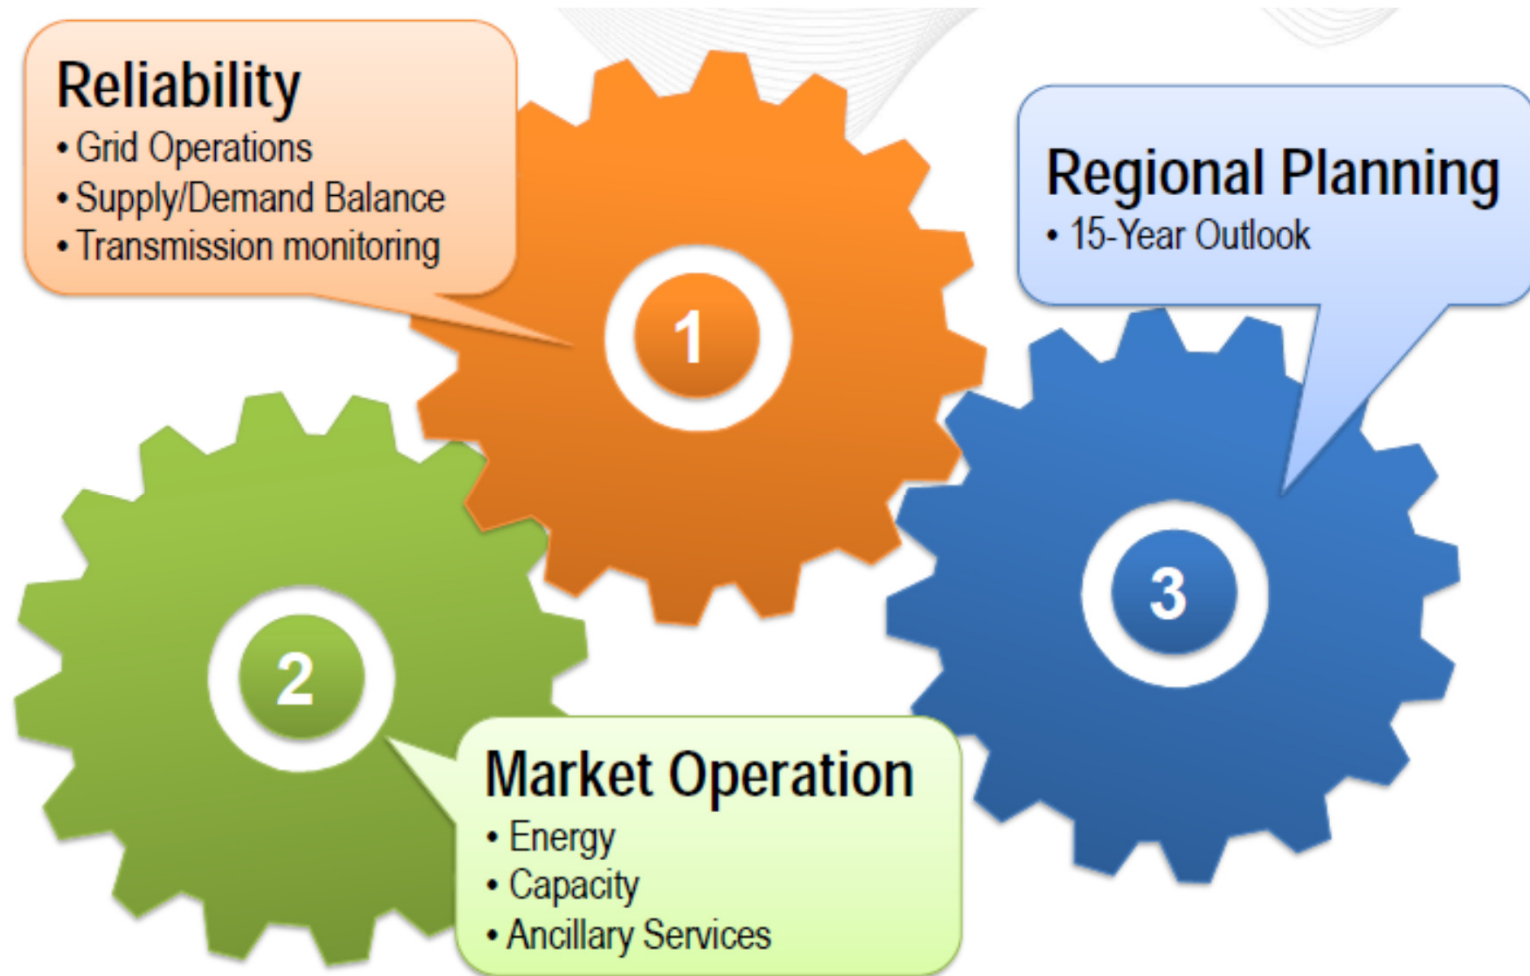 Reliability
• Grid Operations
• Supply/Demand Balance
• Transmission monitoring
1
Regional Planning
• 15-Year Outlook
3
2
Market Operation
• Energy
• Capacity
• Ancillary Services